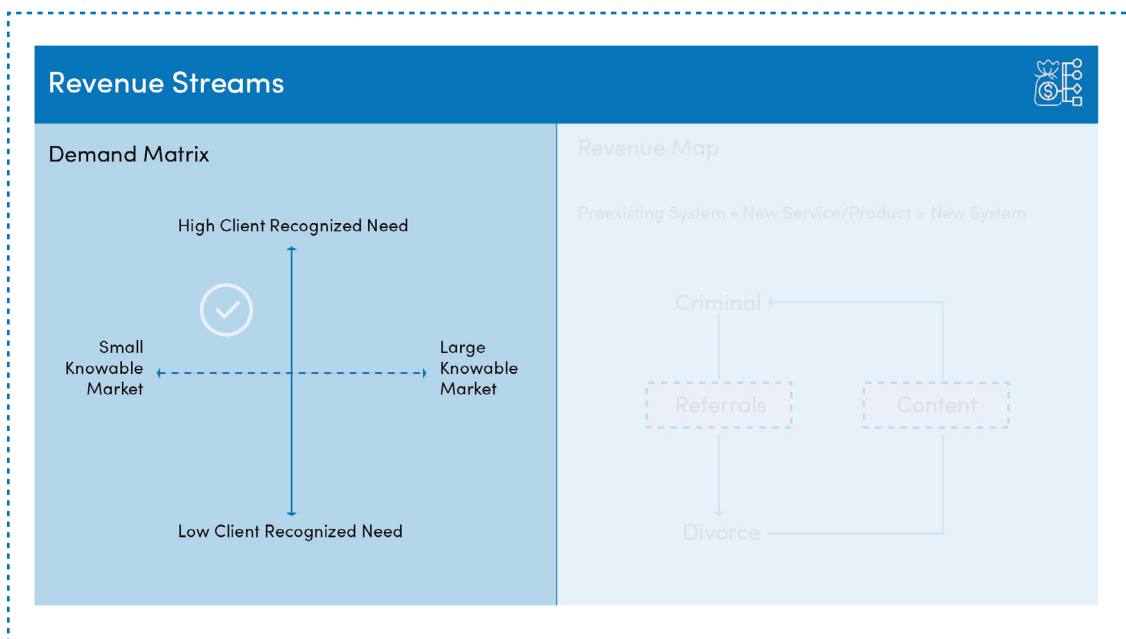 Revenue Streams
Demand Matrix
High Client Recognized Need
Small
Knowable
Market
Large
Knowable
Market
Low Client Recognized Need
Revenue Map
Preexisting System + New Service/Product = New System
Criminal
Referrals
Content
Divorce